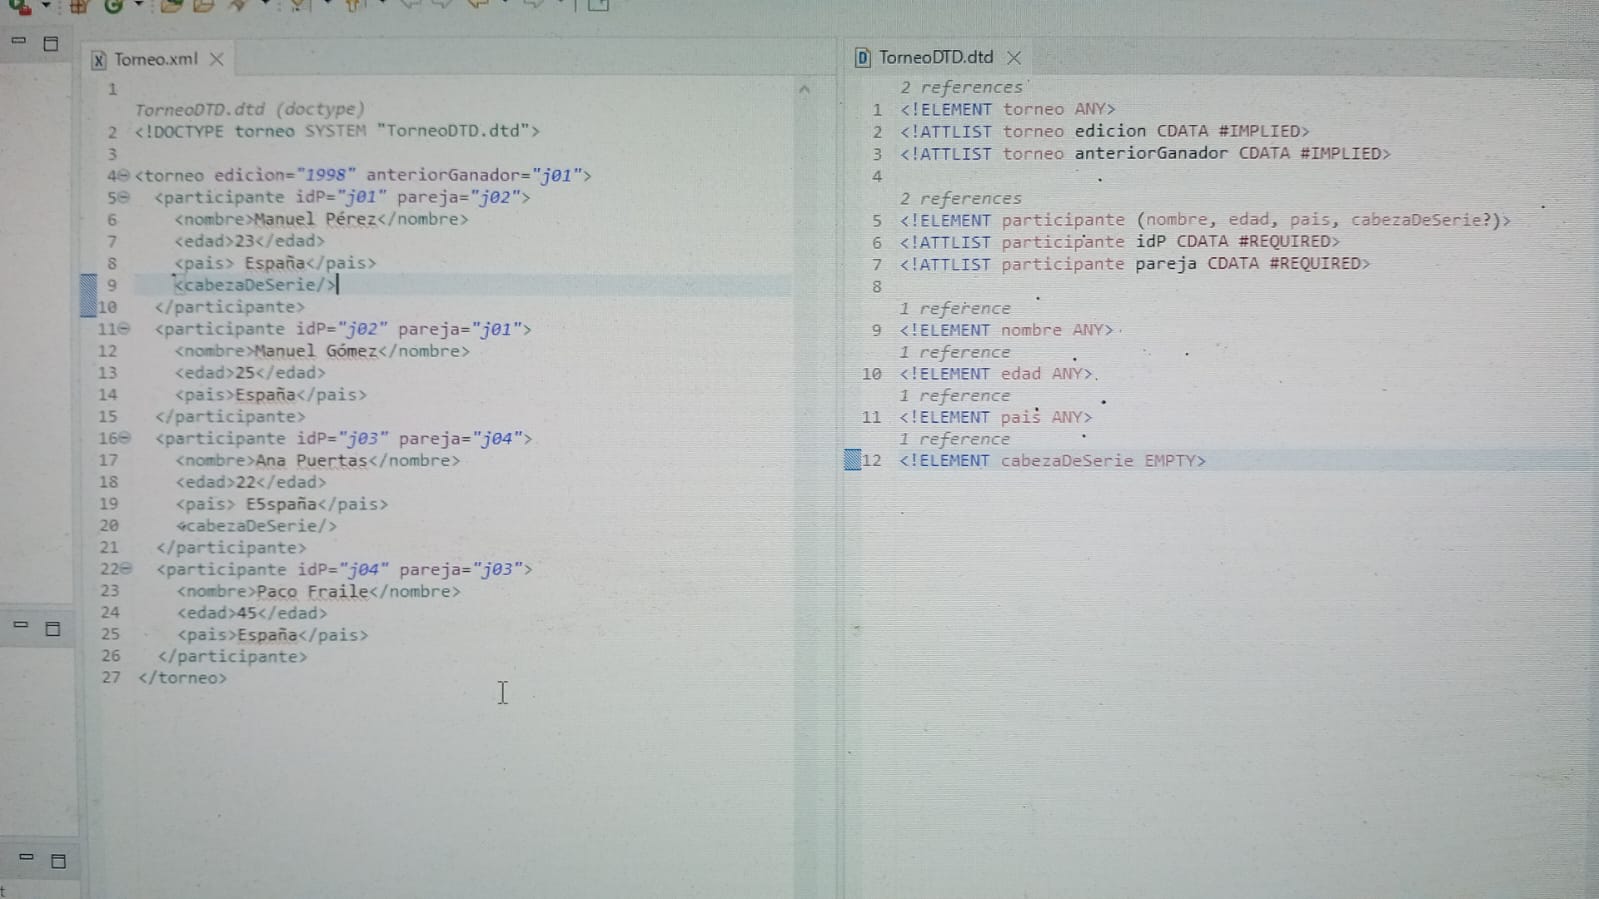 Torneo.xml
1
TorneoDTD.dtd (doctype)
2 <!DOCTYPE torneo SYSTEM "TorneoDTD.dtd">
3
4 <torneo edicion="1998" anteriorGanador="j01">
5 <participante idP="j01" pareja="j02">
6 <nombre>Manuel Pérez</nombre>
7 <edad>23</edad>
8 <pais> España</pais>
9 <cabezaDeSerie/>
10 </participante>
11 <participante idP="j02" pareja="j01">
12 <nombre>Manuel Gómez</nombre>
13 <edad>25</edad>
14 <pais>España</pais>
15 </participante>
16 <participante idP="j03" pareja="j04">
17 <nombre>Ana Puertas</nombre>
18 <edad>22</edad>
19 <pais> E5spaña</pais>
20 <cabezaDeSerie/>
21 </participante>
22 <participante idP="j04" pareja="j03">
23 <nombre>Paco Fraile</nombre>
24 <edad>45</edad>
25 <pais>España</pais>
26 </participante>
27 </torneo>
TorneoDTD.dtd
2 references
1 <!ELEMENT torneo ANY>
2 <!ATTLIST torneo edicion CDATA #IMPLIED>
3 <!ATTLIST torneo anteriorGanador CDATA #IMPLIED>
4
2 references
5 <!ELEMENT participante (nombre, edad, pais, cabezaDeSerie?)>
6 <!ATTLIST participante idP CDATA #REQUIRED>
7 <!ATTLIST participante pareja CDATA #REQUIRED>
8
1 reference
9 <!ELEMENT nombre ANY>
1 reference
10 <!ELEMENT edad ANY>
1 reference
11 <!ELEMENT pais ANY>
1 reference
12 <!ELEMENT cabezaDeSerie EMPTY>